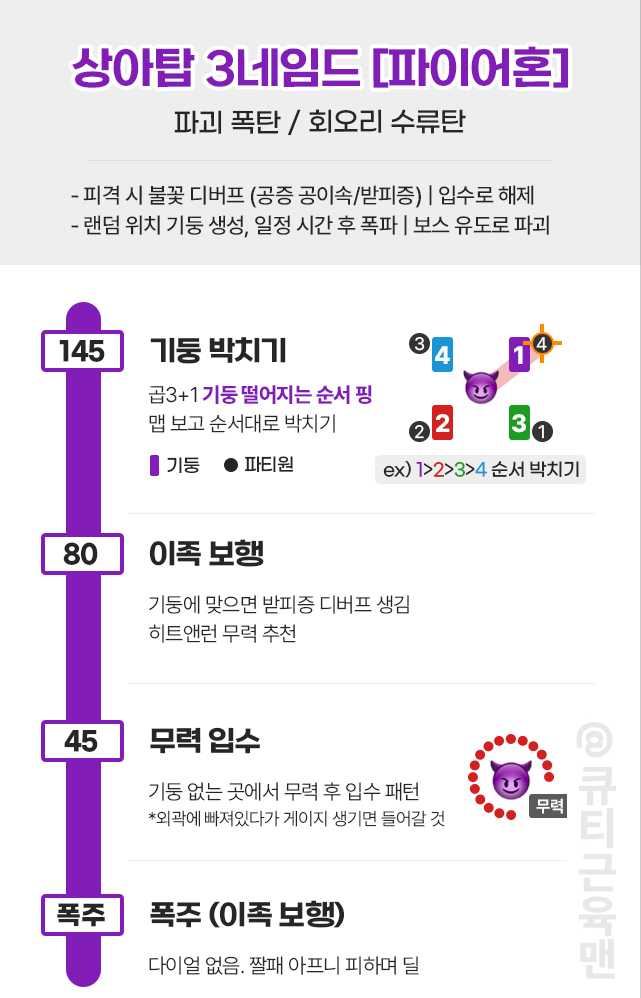 상아탑 3네임드 [파이어혼]
파괴 폭탄 / 회오리 수류탄
- 피격 시 불꽃 디버프 (공증 공이속/받피증) | 입수로 해제
- 랜덤 위치 기둥 생성, 일정 시간 후 폭파 | 보스 유도로 파괴
145
기둥 박치기
곱3+1 기둥 떨어지는 순서 핑
맵 보고 순서대로 박치기
기둥 파티원
3 4 1 4
2 2 3 1
ex) 1>2>3>4 순서 박치기
80
이족 보행
기둥에 맞으면 받피증 디버프 생김
히트앤런 무력 추천
45
무력 입수
기둥 없는 곳에서 무력 후 입수 패턴
*외곽에 빠져있다가 게이지 생기면 들어갈 것
무력
폭주
폭주 (이족 보행)
다이얼 없음. 짤패 아프니 피하며 딜
@큐티근육맨